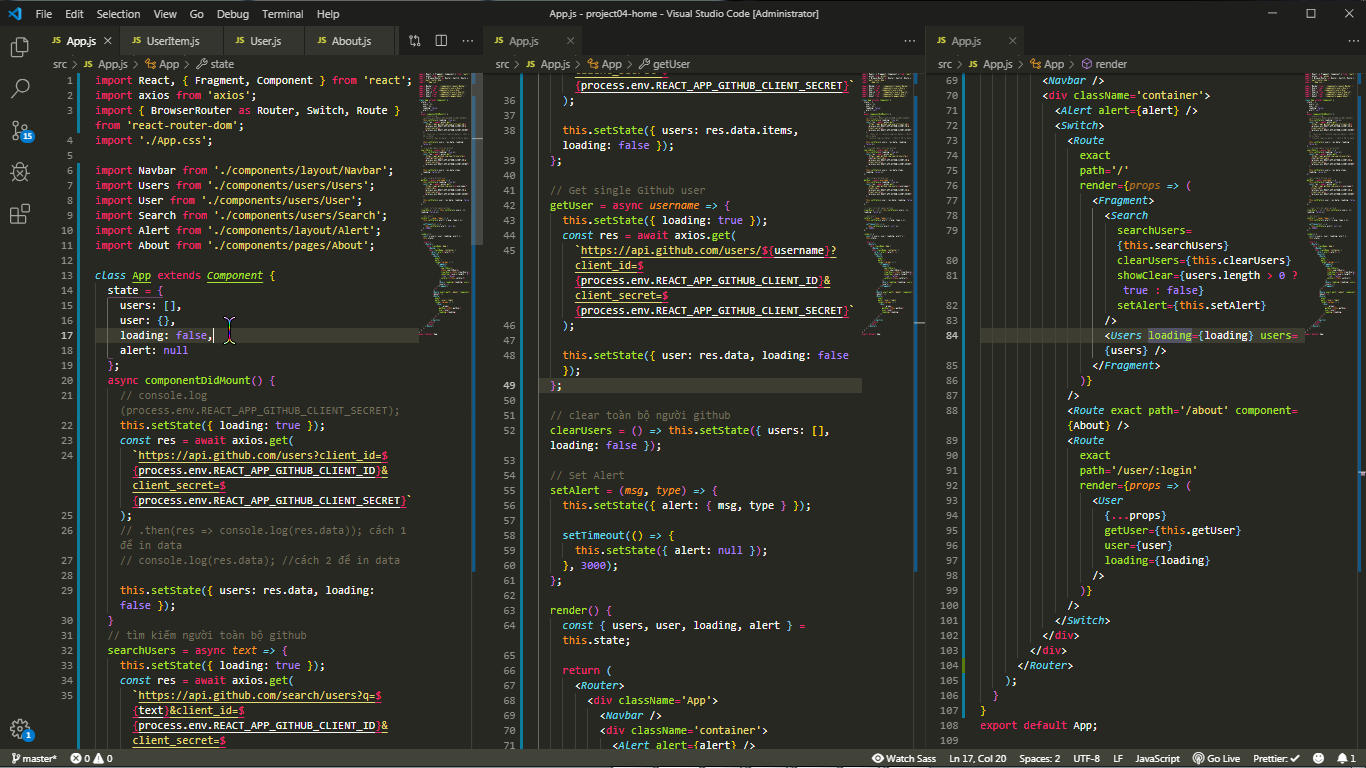 File Edit Selection View Go Debug Terminal Help
App.js - project04-home - Visual Studio Code [Administrator]
JS App.js × JS UserItem.js JS User.js JS About.js
src > JS App.js > App > state
1 import React, { Fragment, Component } from 'react';
2 import axios from 'axios';
3 import { BrowserRouter as Router, Switch, Route }
from 'react-router-dom';
4 import './App.css';
5
6 import Navbar from './components/layout/Navbar';
7 import Users from './components/users/Users';
8 import User from './components/users/User';
9 import Search from './components/users/Search';
10 import Alert from './components/layout/Alert';
11 import About from './components/pages/About';
12
13 class App extends Component {
14 state = {
15 users: [],
16 user: {},
17 loading: false,
18 alert: null
19 };
20 async componentDidMount() {
21 // console.log
(process.env.REACT_APP_GITHUB_CLIENT_SECRET);
22 this.setState({ loading: true });
23 const res = await axios.get(
24 `https://api.github.com/users?client_id=$
{process.env.REACT_APP_GITHUB_CLIENT_ID}&
client_secret=$
{process.env.REACT_APP_GITHUB_CLIENT_SECRET}`
25 );
26 // .then(res => console.log(res.data)); cách 1
để in data
27 // console.log(res.data); //cách 2 để in data
28
29 this.setState({ users: res.data, loading:
false });
30 }
31 // tìm kiếm người toàn bộ github
32 searchUsers = async text => {
33 this.setState({ loading: true });
34 const res = await axios.get(
35 `https://api.github.com/search/users?q=$
{text}&client_id=$
{process.env.REACT_APP_GITHUB_CLIENT_ID}&
client_secret=$
JS App.js ×
src > JS App.js > App > getUser
{process.env.REACT_APP_GITHUB_CLIENT_SECRET}`
36 );
37
38 this.setState({ users: res.data.items,
loading: false });
39 };
40
41 // Get single Github user
42 getUser = async username => {
43 this.setState({ loading: true });
44 const res = await axios.get(
45 `https://api.github.com/users/${username}?
client_id=$
{process.env.REACT_APP_GITHUB_CLIENT_ID}&
client_secret=$
{process.env.REACT_APP_GITHUB_CLIENT_SECRET}`
46 );
47
48 this.setState({ user: res.data, loading: false
});
49 };
50
51 // clear toàn bộ người github
52 clearUsers = () => this.setState({ users: [],
loading: false });
53
54 // Set Alert
55 setAlert = (msg, type) => {
56 this.setState({ alert: { msg, type } });
57
58 setTimeout(() => {
59 this.setState({ alert: null });
60 }, 3000);
61 };
62
63 render() {
64 const { users, user, loading, alert } =
this.state;
65
66 return (
67 <Router>
68 <div className='App'>
69 <Navbar />
70 <div className='container'>
71 <Alert alert={alert} />
JS App.js ×
src > JS App.js > App > render
69 <Navbar />
70 <div className='container'>
71 <Alert alert={alert} />
72 <Switch>
73 <Route
74 exact
75 path='/'
76 render={props => (
77 <Fragment>
78 <Search
79 searchUsers=
{this.searchUsers}
80 clearUsers={this.clearUsers}
81 showClear={users.length > 0 ?
true : false}
82 setAlert={this.setAlert}
83 />
84 <Users loading={loading} users=
{users} />
85 </Fragment>
86 )}
87 />
88 <Route exact path='/about' component=
{About} />
89 <Route
90 exact
91 path='/user/:login'
92 render={props => (
93 <User
94 {...props}
95 getUser={this.getUser}
96 user={user}
97 loading={loading}
98 />
99 )}
100 />
101 </Switch>
102 </div>
103 </div>
104 </Router>
105 );
106 }
107 }
108 export default App;
109
15
1
master* 0 0 Watch Sass Ln 17, Col 20 Spaces: 2 UTF-8 LF JavaScript Go Live Prettier: ✓ 1